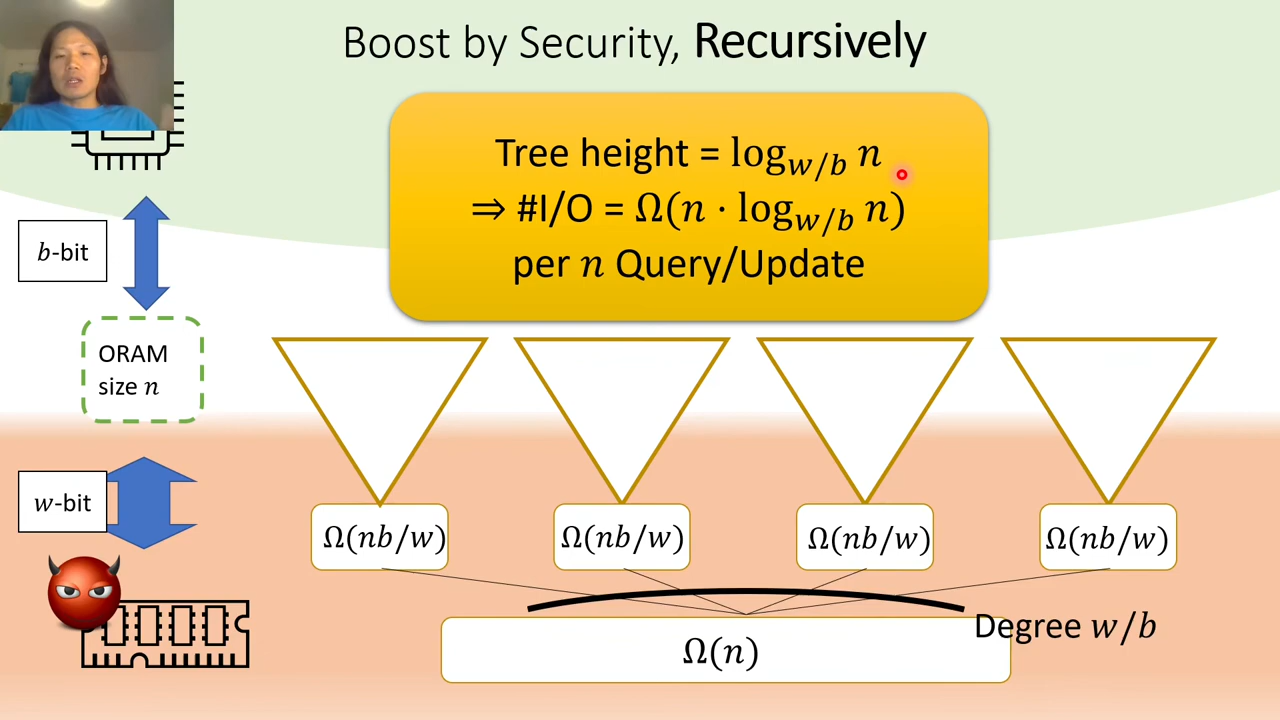 Boost by Security, Recursively
Tree height = log_{w/b} n
⇒ #I/O = Ω(n · log_{w/b} n)
per n Query/Update
b-bit
ORAM
size n
w-bit
Ω(nb/w)
Ω(nb/w)
Ω(nb/w)
Ω(nb/w)
Degree w/b
Ω(n)